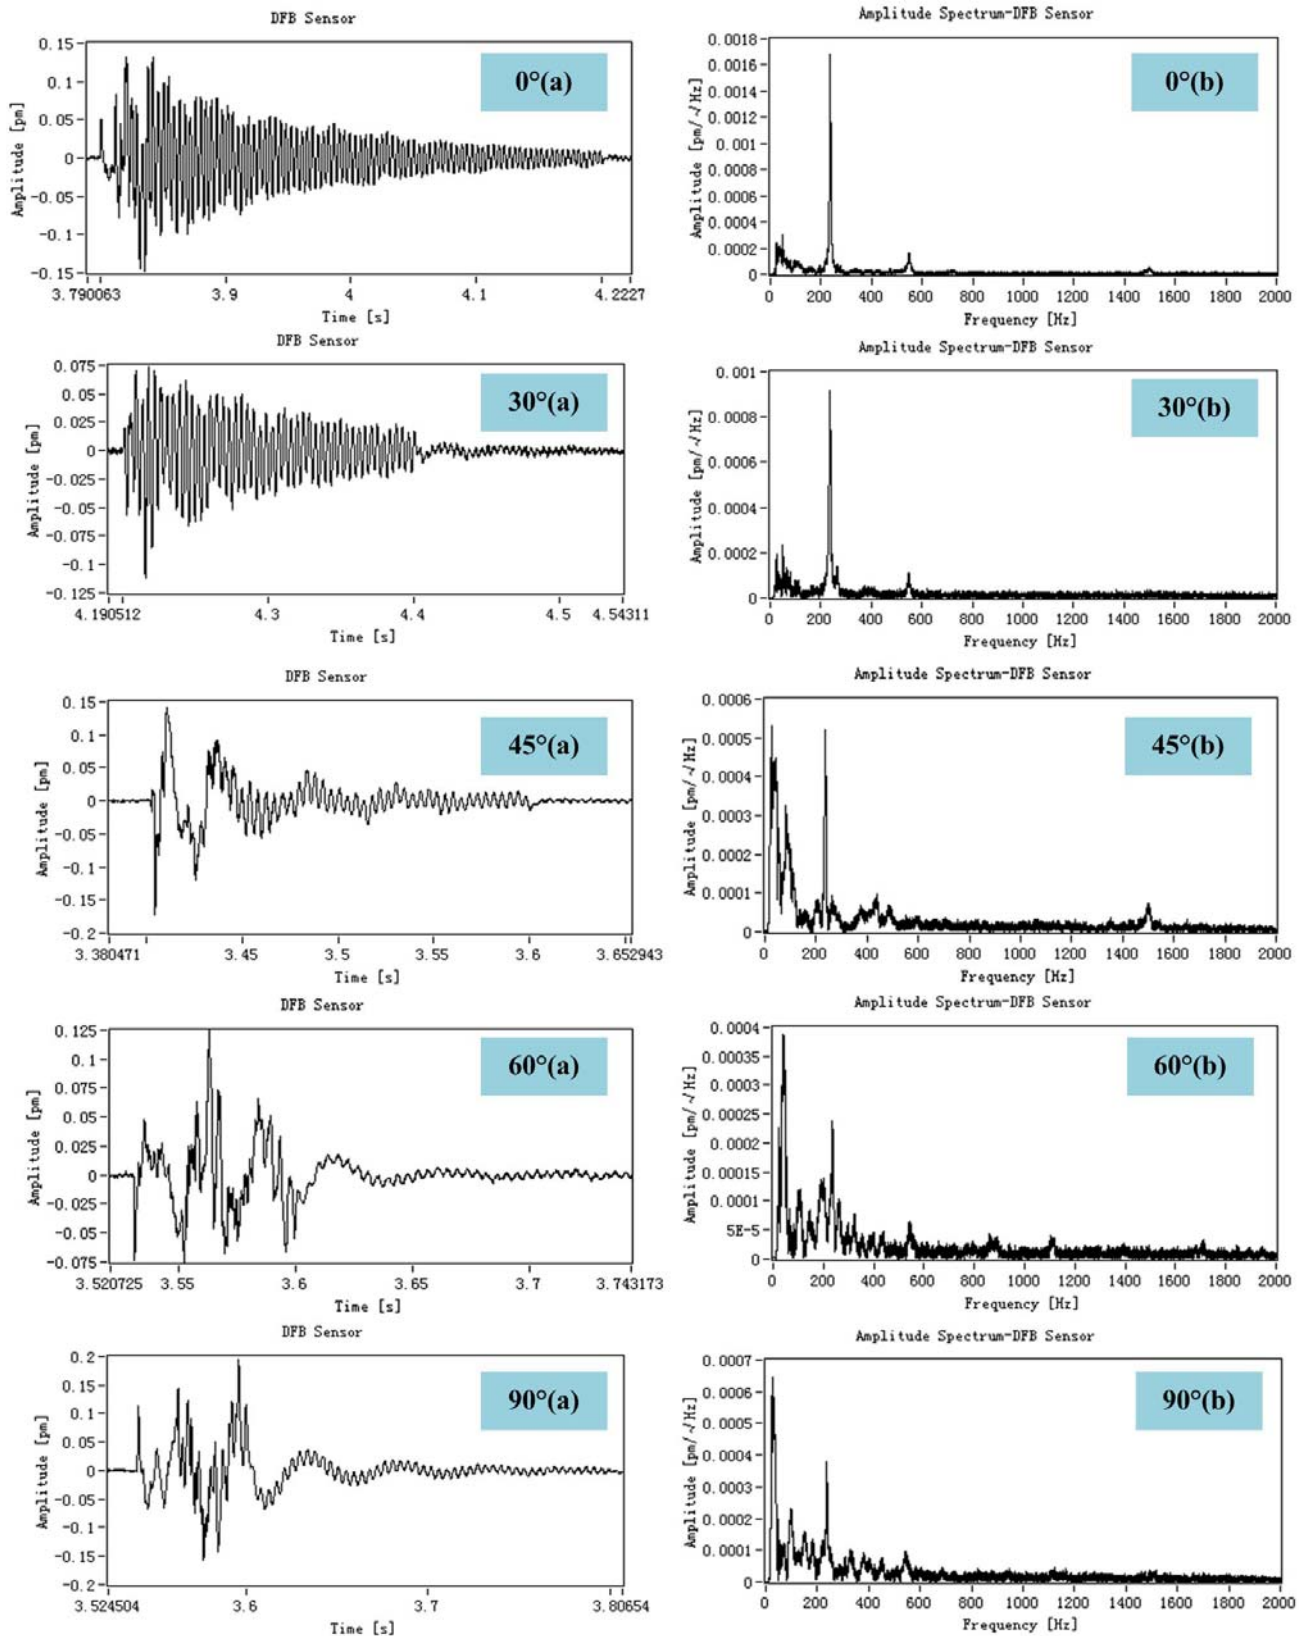 DFB Sensor
0.15
0.1
0.05
0
-0.05
-0.1
-0.15
Amplitude [pm]
3.790063
3.9
4
4.1
4.2227
Time [s]
0°(a)
Amplitude Spectrum-DFB Sensor
0.0018
0.0016
0.0014
0.0012
0.001
0.0008
0.0006
0.0004
0.0002
0
Amplitude [pm/√Hz]
0 200 400 600 800 1000 1200 1400 1600 1800 2000
Frequency [Hz]
0°(b)
DFB Sensor
0.075
0.05
0.025
0
-0.025
-0.05
-0.075
-0.1
-0.125
Amplitude [pm]
4.190512
4.3
4.4
4.5
4.54311
Time [s]
30°(a)
Amplitude Spectrum-DFB Sensor
0.001
0.0008
0.0006
0.0004
0.0002
0
Amplitude [pm/√Hz]
0 200 400 600 800 1000 1200 1400 1600 1800 2000
Frequency [Hz]
30°(b)
DFB Sensor
0.15
0.1
0.05
0
-0.05
-0.1
-0.15
-0.2
Amplitude [pm]
3.380471
3.45
3.5
3.55
3.6
3.652943
Time [s]
45°(a)
Amplitude Spectrum-DFB Sensor
0.0006
0.0005
0.0004
0.0003
0.0002
0.0001
0
Amplitude [pm/√Hz]
0 200 400 600 800 1000 1200 1400 1600 1800 2000
Frequency [Hz]
45°(b)
DFB Sensor
0.125
0.1
0.075
0.05
0.025
0
-0.025
-0.05
-0.075
Amplitude [pm]
3.520725
3.55
3.6
3.65
3.7
3.743173
Time [s]
60°(a)
Amplitude Spectrum-DFB Sensor
0.0004
0.00035
0.0003
0.00025
0.0002
0.00015
0.0001
5E-5
0
Amplitude [pm/√Hz]
0 200 400 600 800 1000 1200 1400 1600 1800 2000
Frequency [Hz]
60°(b)
DFB Sensor
0.2
0.15
0.1
0.05
0
-0.05
-0.1
-0.15
-0.2
Amplitude [pm]
3.524504
3.6
3.7
3.80654
Time [s]
90°(a)
Amplitude Spectrum-DFB Sensor
0.0007
0.0006
0.0005
0.0004
0.0003
0.0002
0.0001
0
Amplitude [pm/√Hz]
0 200 400 600 800 1000 1200 1400 1600 1800 2000
Frequency [Hz]
90°(b)